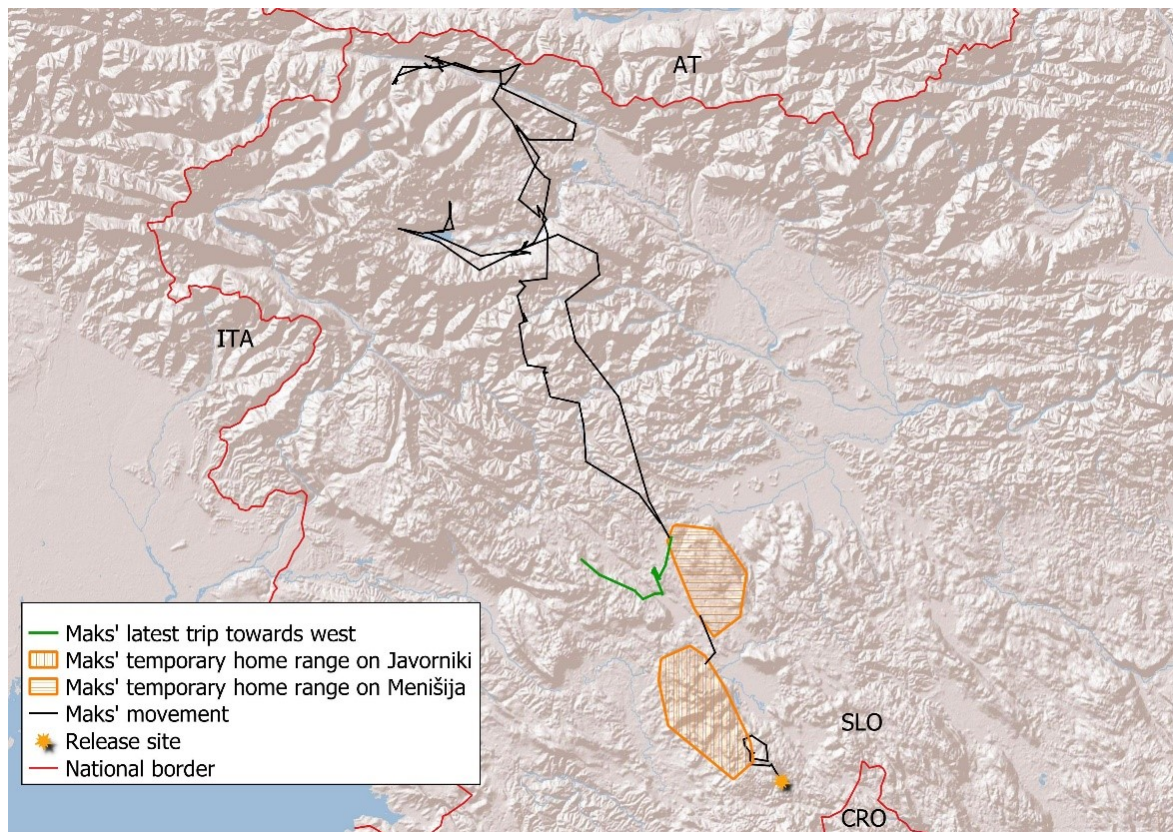 AT
ITA
Maks' latest trip towards west
Maks' temporary home range on Javorniki
Maks' temporary home range on Menišija
Maks' movement
Release site
National border
SLO
CRO